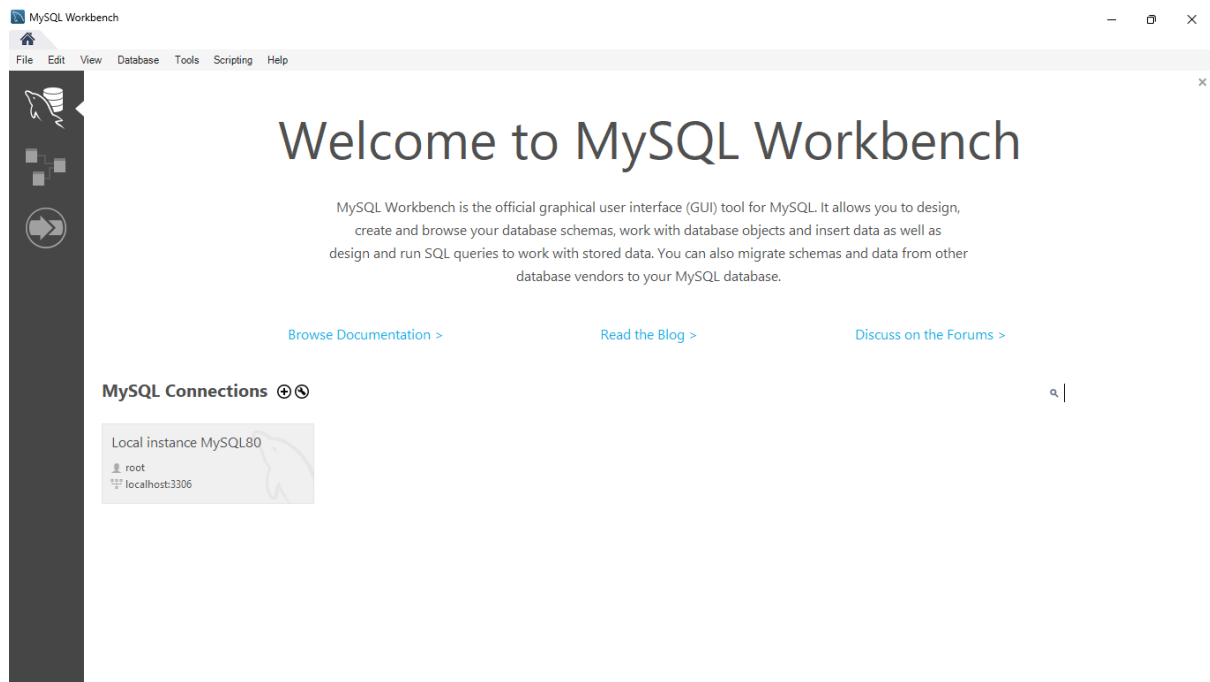 MySQL Workbench
File Edit View Database Tools Scripting Help
Welcome to MySQL Workbench
MySQL Workbench is the official graphical user interface (GUI) tool for MySQL. It allows you to design,
create and browse your database schemas, work with database objects and insert data as well as
design and run SQL queries to work with stored data. You can also migrate schemas and data from other
database vendors to your MySQL database.
Browse Documentation > Read the Blog > Discuss on the Forums >
MySQL Connections
Local instance MySQL80
root
localhost:3306